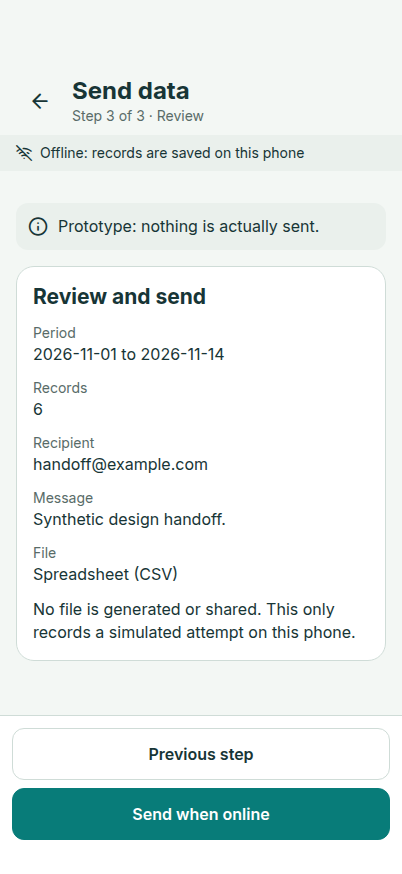 Send data
Step 3 of 3 · Review
Offline: records are saved on this phone
Prototype: nothing is actually sent.
Review and send
Period
2026-11-01 to 2026-11-14
Records
6
Recipient
handoff@example.com
Message
Synthetic design handoff.
File
Spreadsheet (CSV)
No file is generated or shared. This only
records a simulated attempt on this phone.
Previous step
Send when online